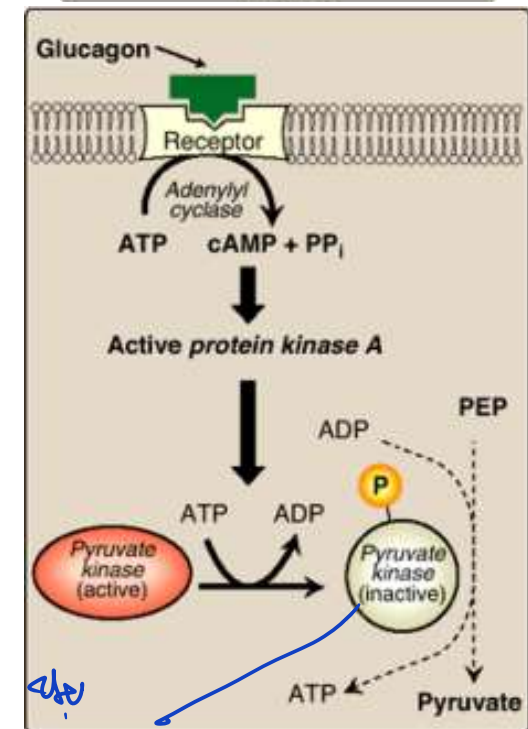 Glucagon
Receptor
Adenylyl
cyclase
ATP cAMP + PPi
Active protein kinase A
PEP
ADP
P
ATP ADP
Pyruvate
kinase
(active)
Pyruvate
kinase
(inactive)
ATP
Pyruvate